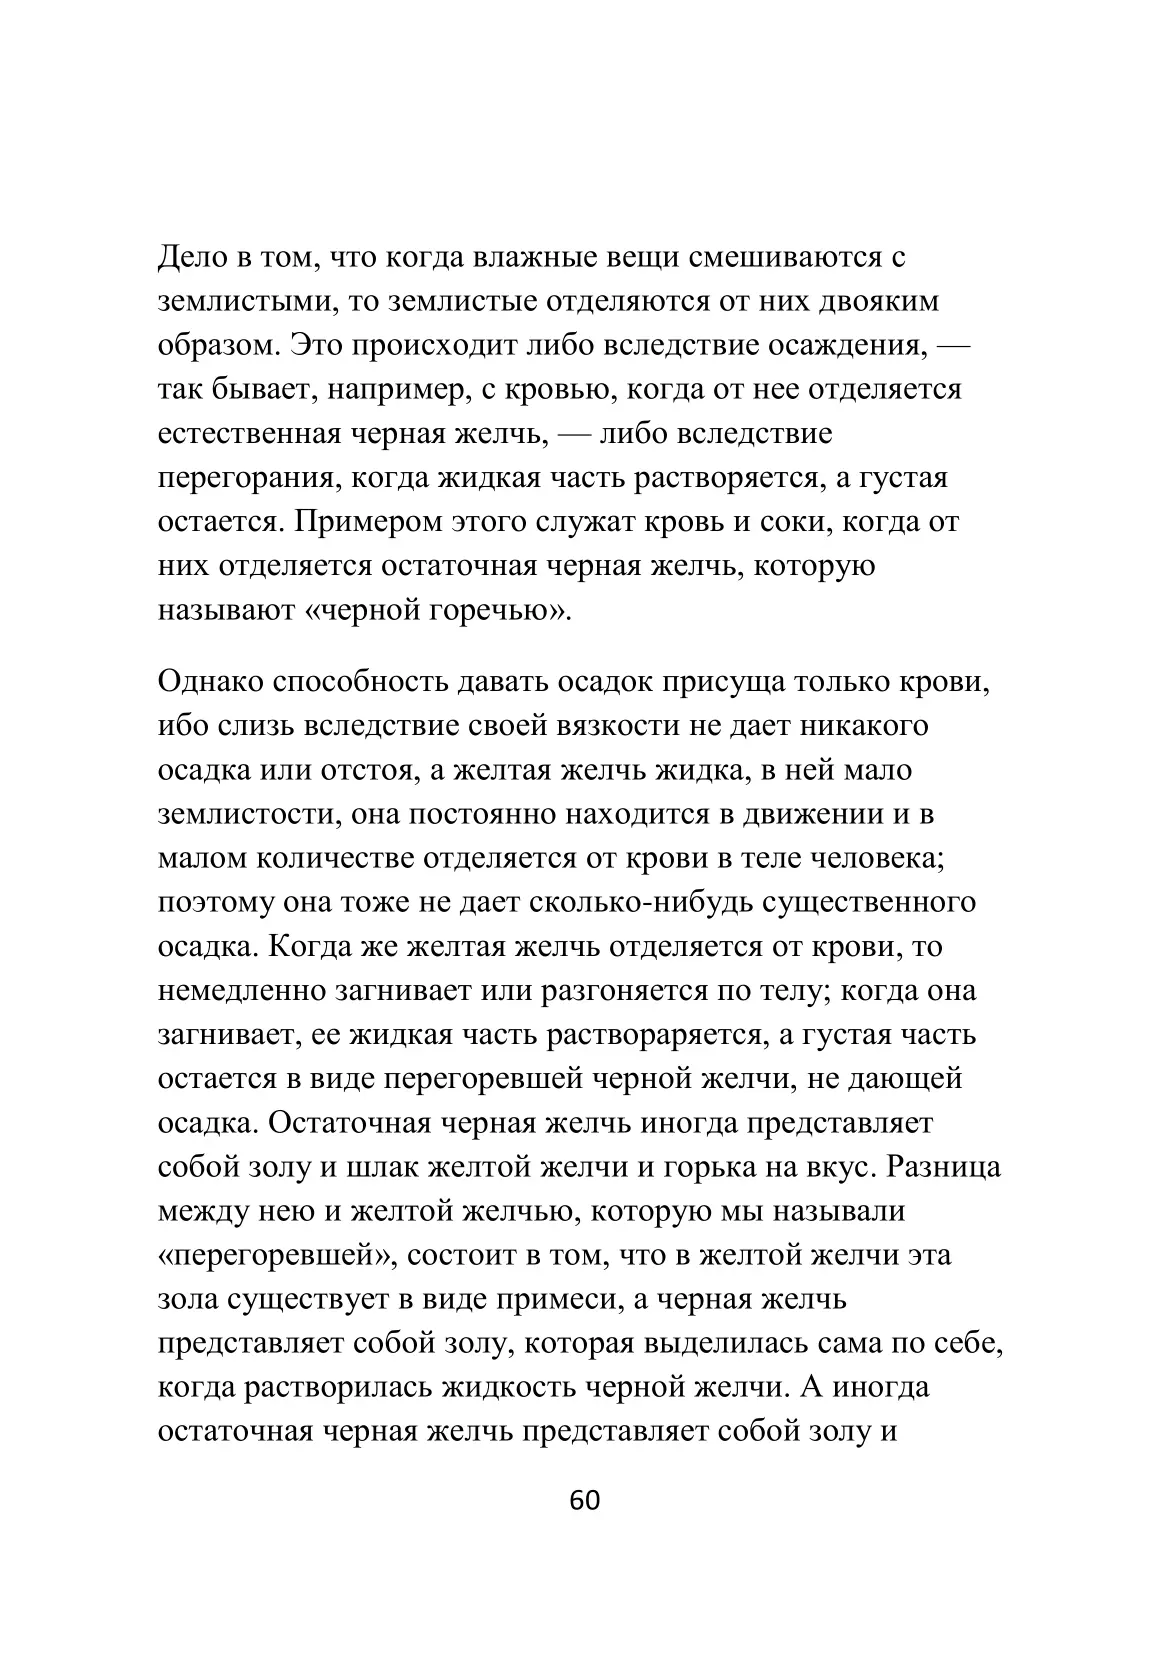 Дело в том, что когда влажные вещи смешиваются с
землистыми, то землистые отделяются от них двояким
образом. Это происходит либо вследствие осаждения, —
так бывает, например, с кровью, когда от нее отделяется
естественная черная желчь, — либо вследствие
перегорания, когда жидкая часть растворяется, а густая
остается. Примером этого служат кровь и соки, когда от
них отделяется остаточная черная желчь, которую
называют «черной горечью».
Однако способность давать осадок присуща только крови,
ибо слизь вследствие своей вязкости не дает никакого
осадка или отстоя, а желтая желчь жидка, в ней мало
землистости, она постоянно находится в движении и в
малом количестве отделяется от крови в теле человека;
поэтому она тоже не дает сколько-нибудь существенного
осадка. Когда же желтая желчь отделяется от крови, то
немедленно загнивает или разгоняется по телу; когда она
загнивает, ее жидкая часть растворaряется, а густая часть
остается в виде перегоревшей черной желчи, не дающей
осадка. Остаточная черная желчь иногда представляет
собой золу и шлак желтой желчи и горька на вкус. Разница
между нею и желтой желчью, которую мы называли
«перегоревшей», состоит в том, что в желтой желчи эта
зола существует в виде примеси, а черная желчь
представляет собой золу, которая выделилась сама по себе,
когда растворилась жидкость черной желчи. А иногда
остаточная черная желчь представляет собой золу и
60